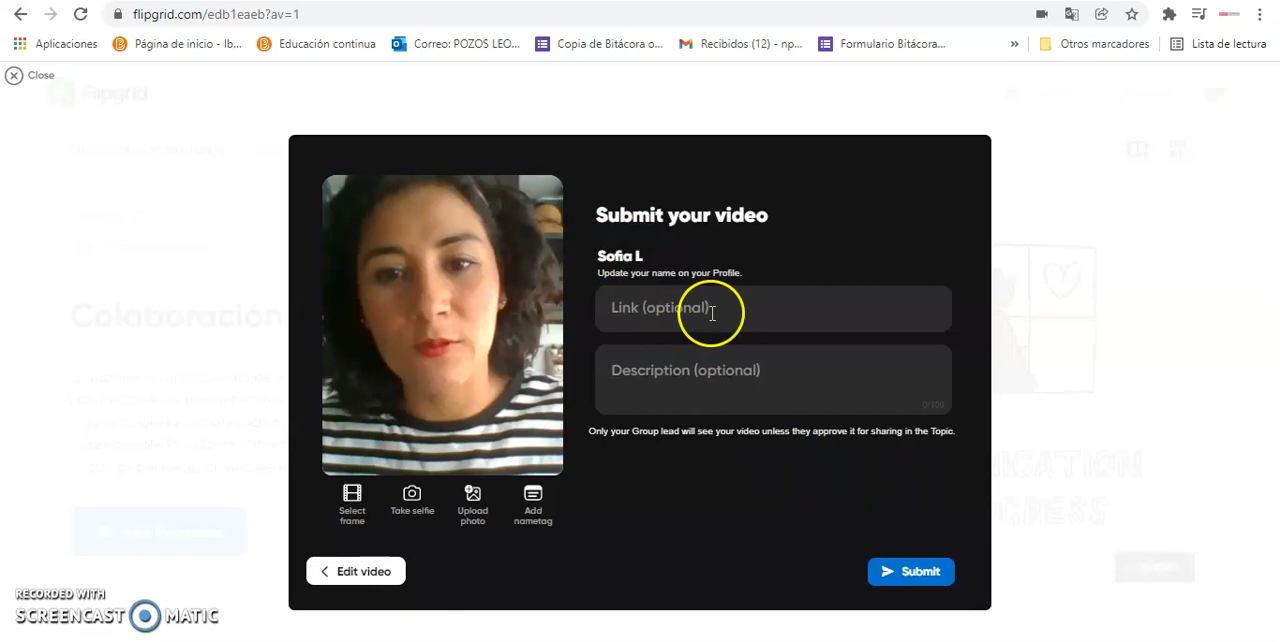 flipgrid.com/edb1eaeb?av=1
Aplicaciones
Página de inicio - Ib...
Educación continua
Correo: POZOS LEO...
Copia de Bitácora o...
Recibidos (12) - np...
Formulario Bitácora...
»
Otros marcadores
Lista de lectura
Close
Flipgrid
Submit your video
Sofia L
Update your name on your Profile.
Link (optional)
Colaboración
Description (optional)
0/100
Only your Group lead will see your video unless they approve it for sharing in the Topic.
Select frame
Take selfie
Upload photo
Add nametag
Edit video
Submit
RECORDED WITH
SCREENCAST MATIC